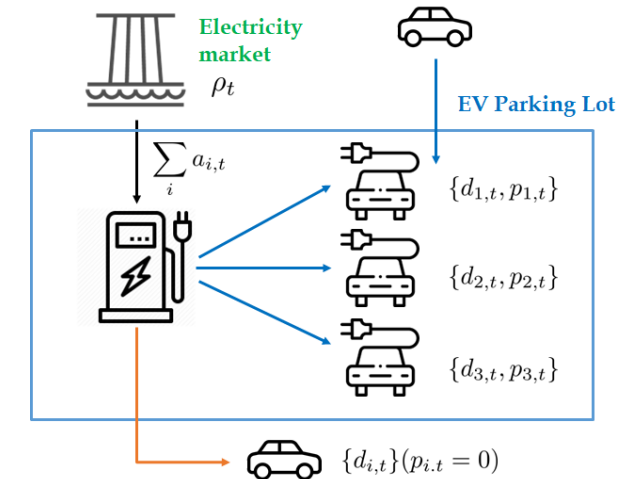 Electricity
market
ρ_t
EV Parking Lot
∑_i a_{i,t}
{d_{1,t}, p_{1,t}}
{d_{2,t}, p_{2,t}}
{d_{3,t}, p_{3,t}}
{d_{i,t}}(p_{i.t} = 0)